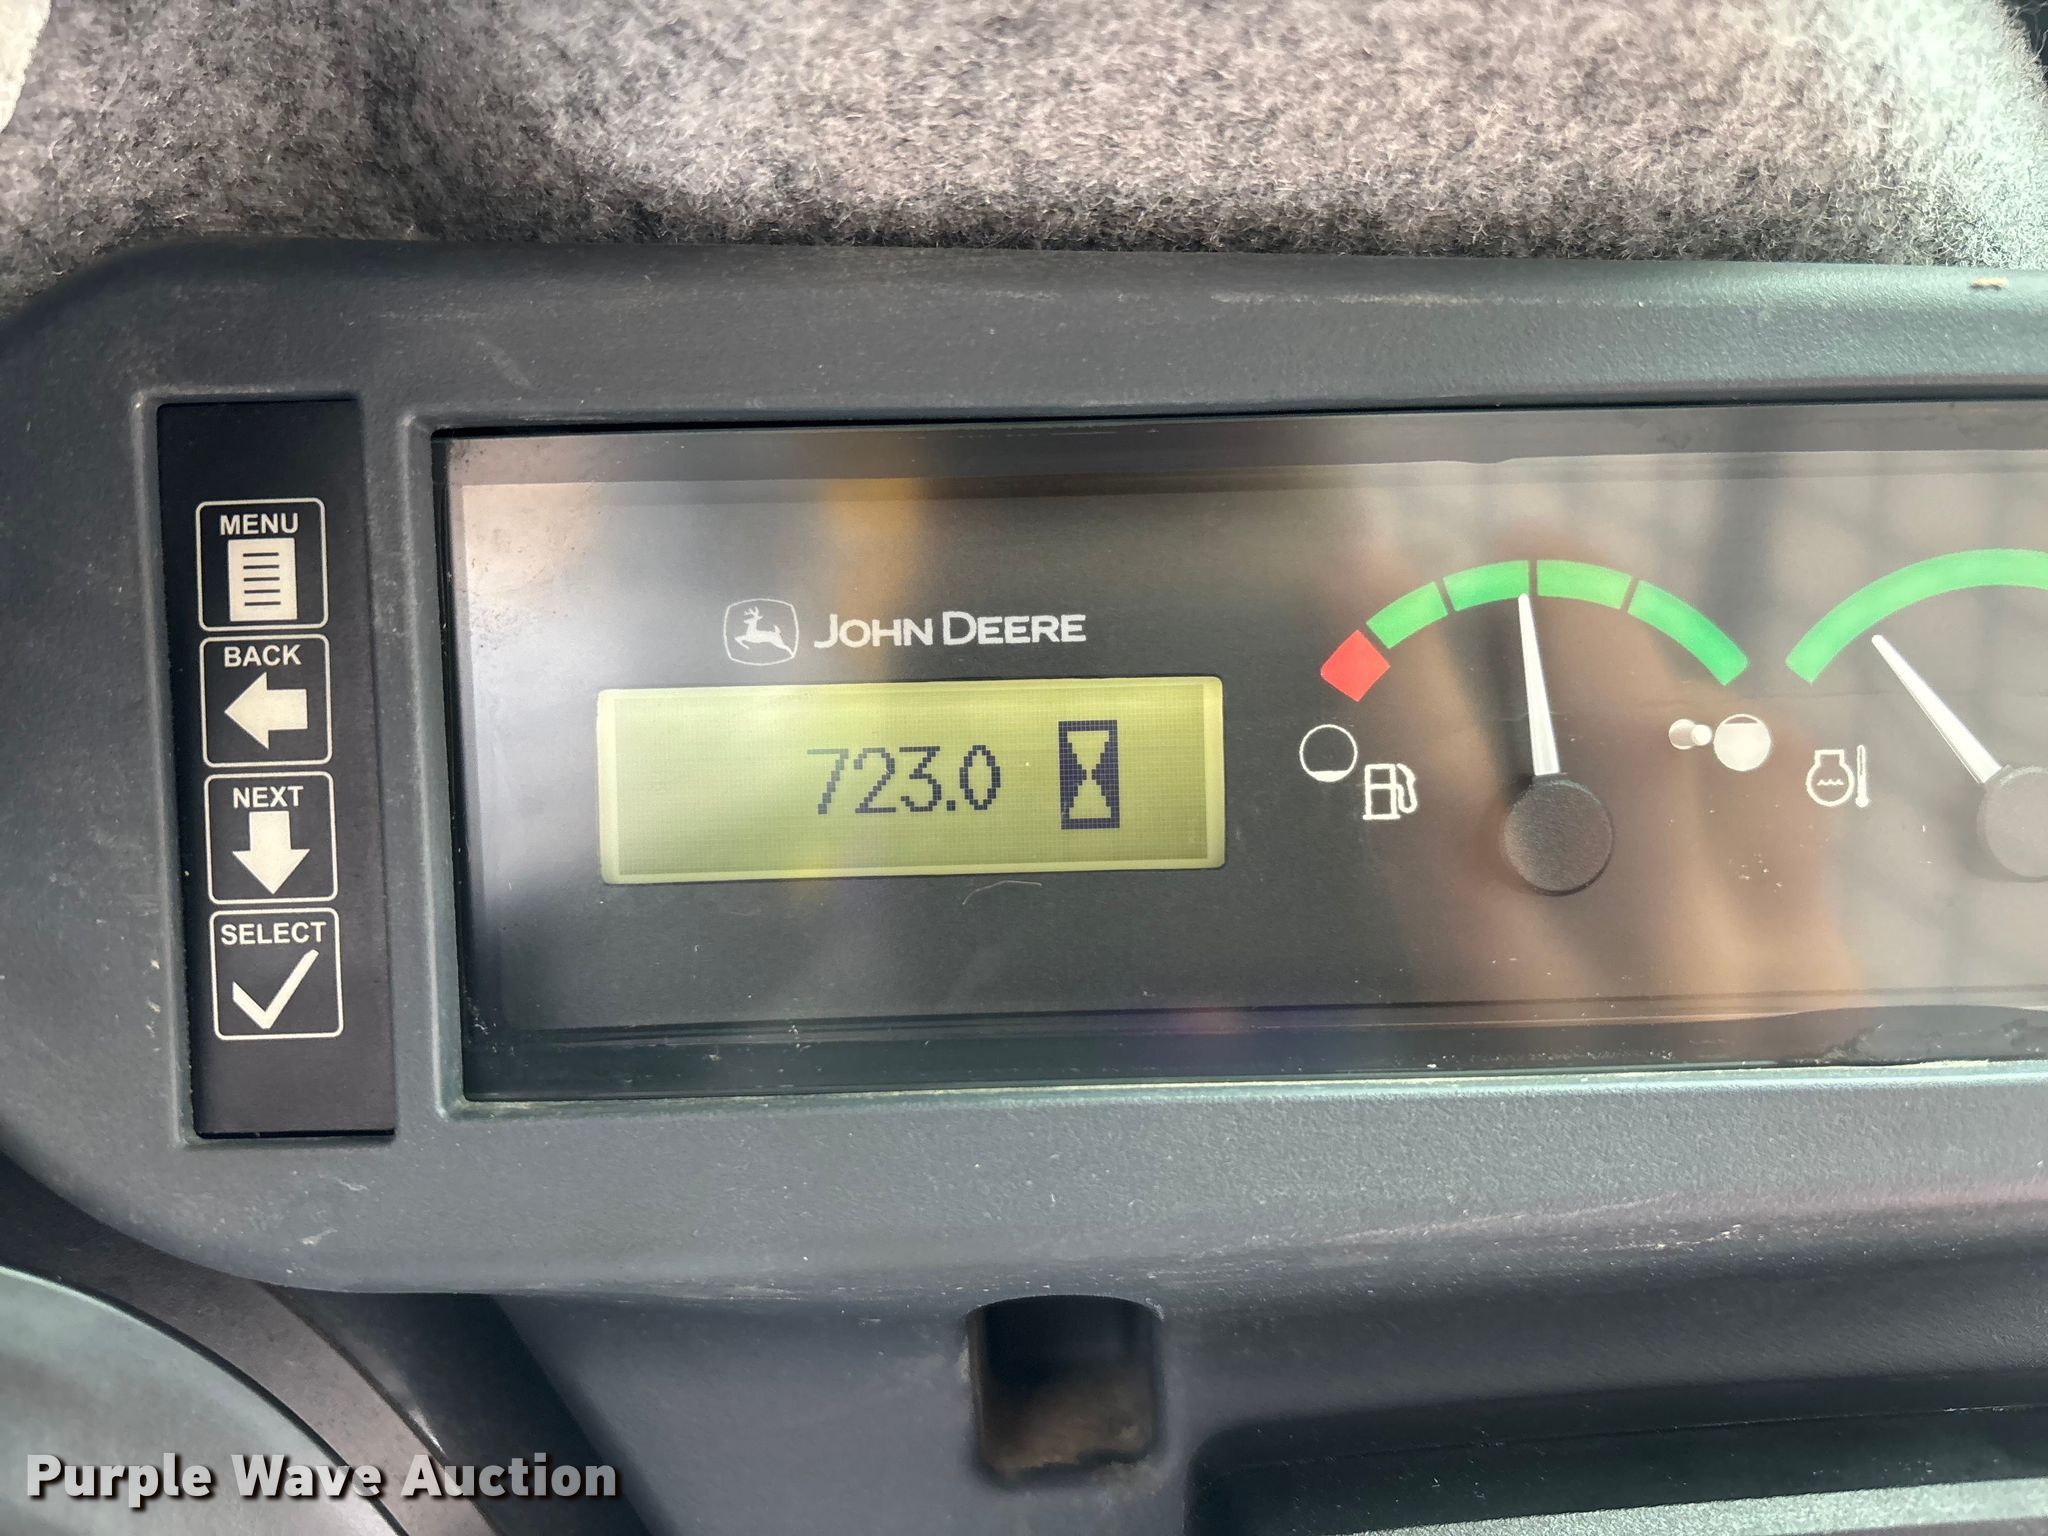 MENU
BACK
NEXT
SELECT
JOHN DEERE
723.0
Purple Wave Auction